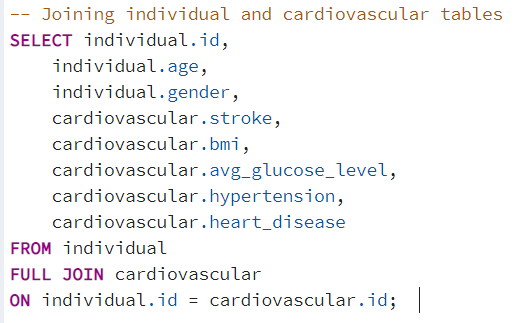 -- Joining individual and cardiovascular tables
SELECT individual.id,
    individual.age,
    individual.gender,
    cardiovascular.stroke,
    cardiovascular.bmi,
    cardiovascular.avg_glucose_level,
    cardiovascular.hypertension,
    cardiovascular.heart_disease
FROM individual
FULL JOIN cardiovascular
ON individual.id = cardiovascular.id;